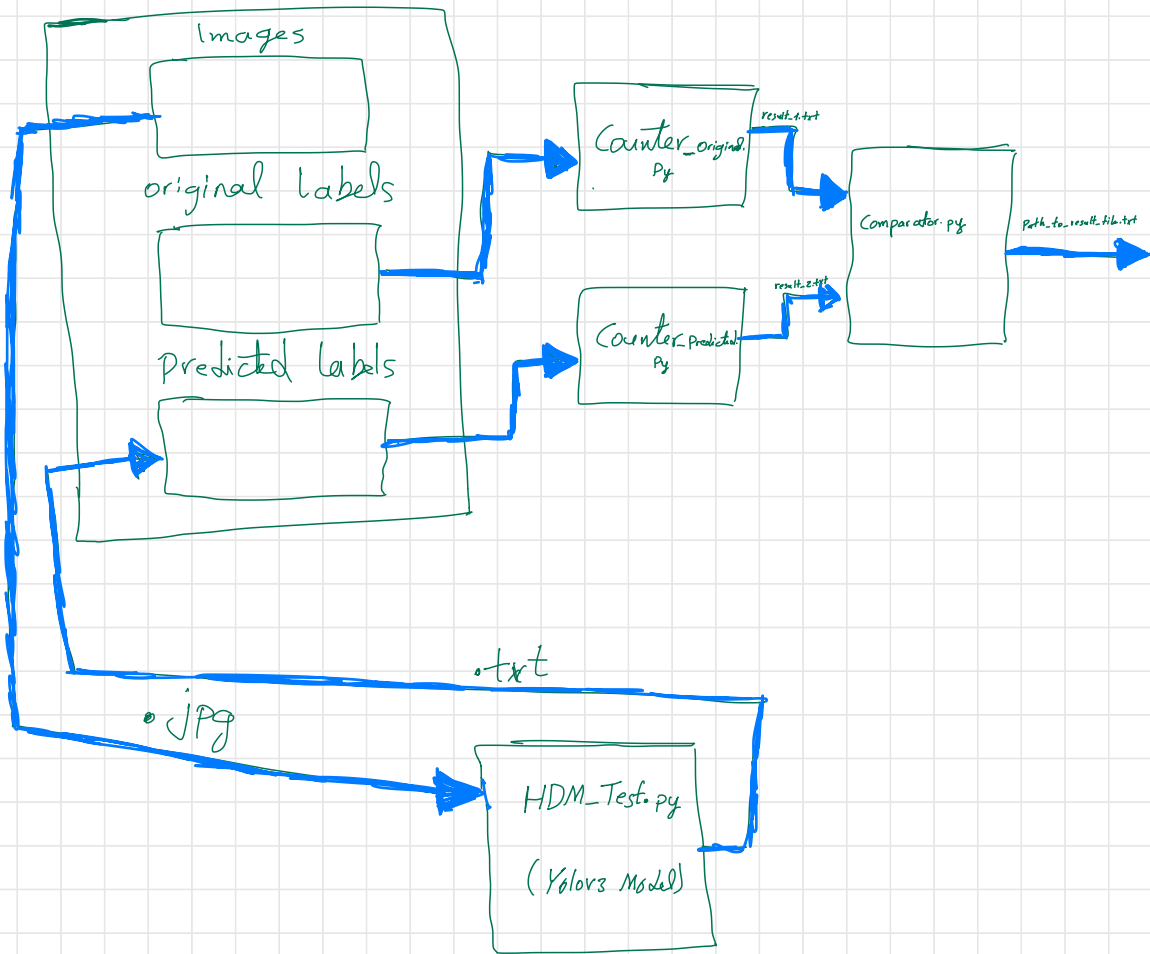 Images
original labels
Predicted labels
Counter_original.
Py
result_1.txt
Comparator.py
Path_to_result_file.txt
result_2.txt
Counter_Predicted.
Py
.txt
.jpg
HDM_Test.py
(Yolov3 Model)